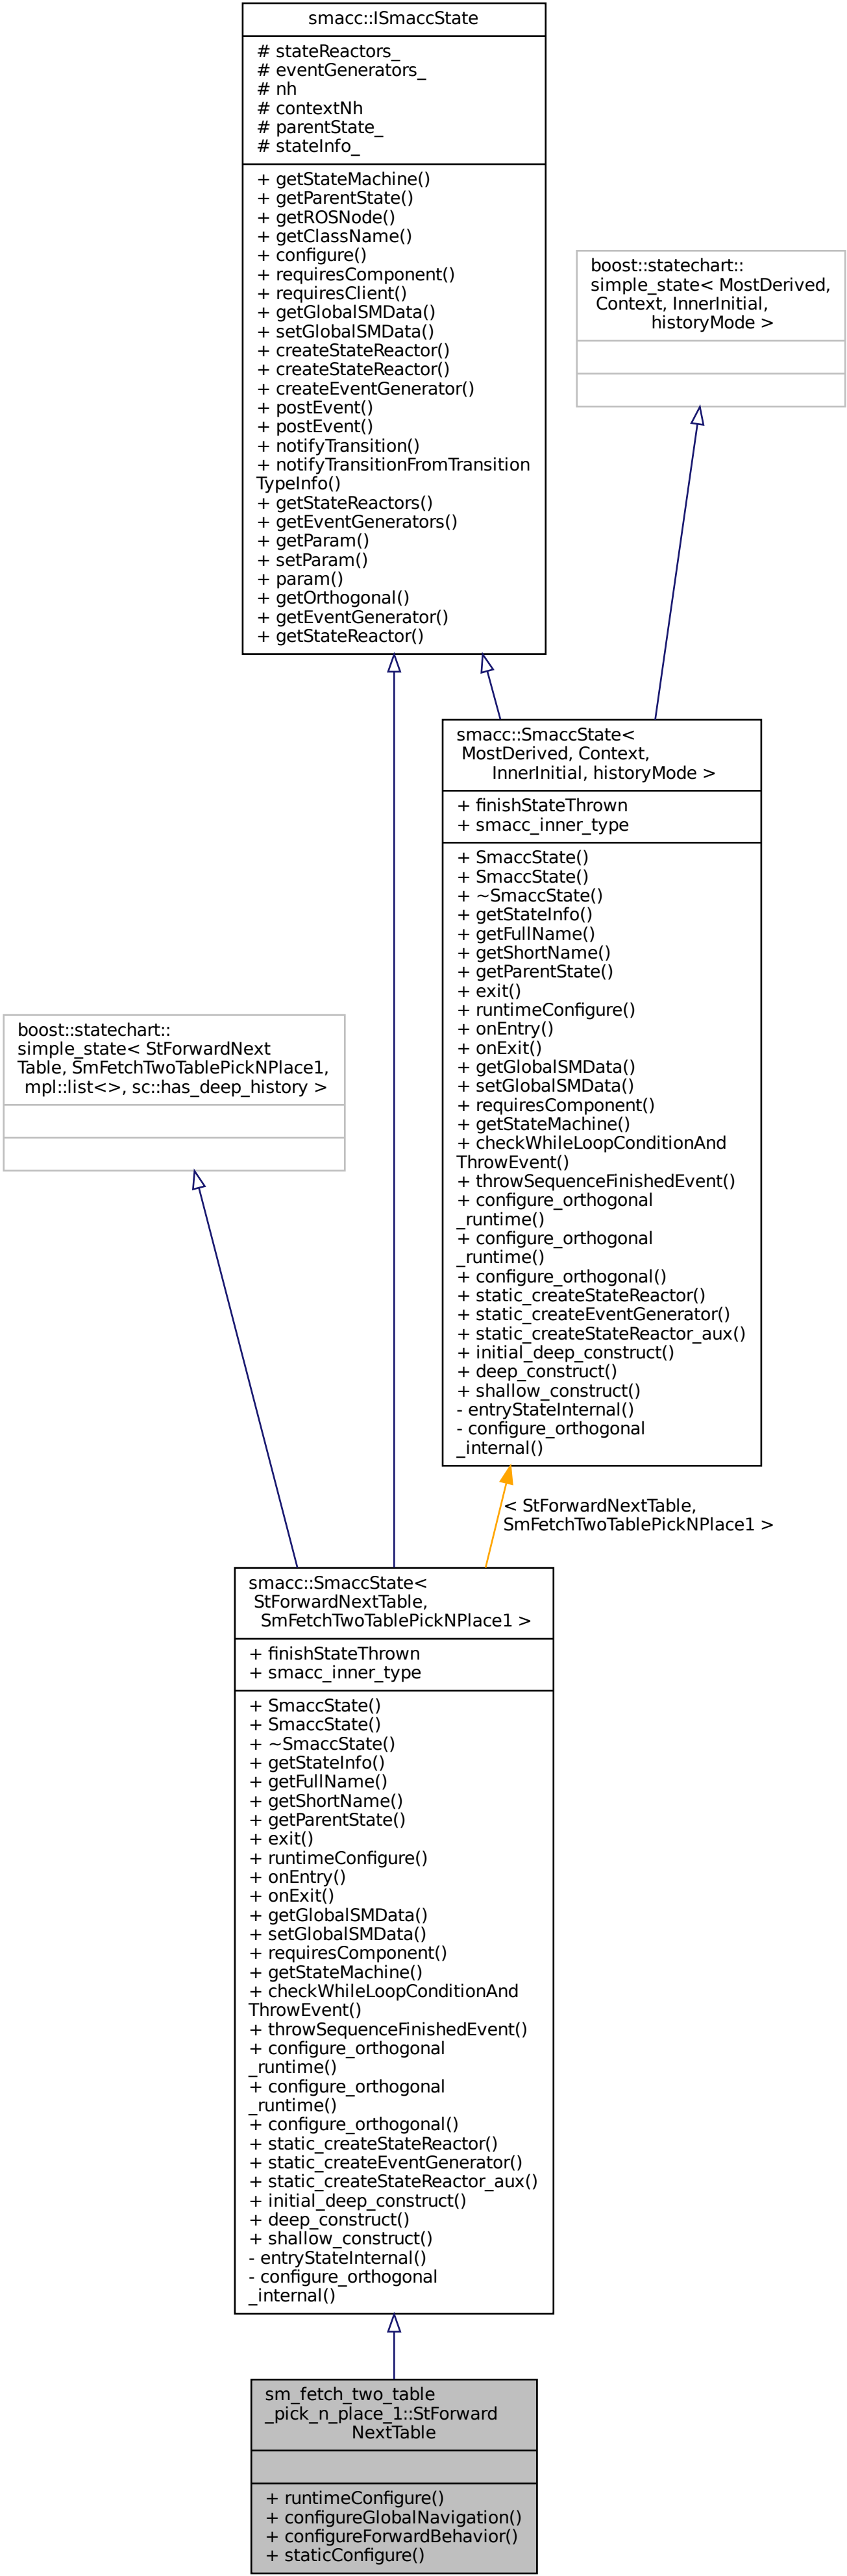 smacc::ISmaccState
# stateReactors_
# eventGenerators_
# nh
# contextNh
# parentState_
# stateInfo_
+ getStateMachine()
+ getParentState()
+ getROSNode()
+ getClassName()
+ configure()
+ requiresComponent()
+ requiresClient()
+ getGlobalSMData()
+ setGlobalSMData()
+ createStateReactor()
+ createStateReactor()
+ createEventGenerator()
+ postEvent()
+ postEvent()
+ notifyTransition()
+ notifyTransitionFromTransition
TypeInfo()
+ getStateReactors()
+ getEventGenerators()
+ getParam()
+ setParam()
+ param()
+ getOrthogonal()
+ getEventGenerator()
+ getStateReactor()
boost::statechart::
simple_state< MostDerived,
Context, InnerInitial,
historyMode >
smacc::SmaccState<
MostDerived, Context,
InnerInitial, historyMode >
+ finishStateThrown
+ smacc_inner_type
+ SmaccState()
+ SmaccState()
+ ~SmaccState()
+ getStateInfo()
+ getFullName()
+ getShortName()
+ getParentState()
+ exit()
+ runtimeConfigure()
+ onEntry()
+ onExit()
+ getGlobalSMData()
+ setGlobalSMData()
+ requiresComponent()
+ getStateMachine()
+ checkWhileLoopConditionAnd
ThrowEvent()
+ throwSequenceFinishedEvent()
+ configure_orthogonal
_runtime()
+ configure_orthogonal
_runtime()
+ configure_orthogonal()
+ static_createStateReactor()
+ static_createEventGenerator()
+ static_createStateReactor_aux()
+ initial_deep_construct()
+ deep_construct()
+ shallow_construct()
- entryStateInternal()
- configure_orthogonal
_internal()
boost::statechart::
simple_state< StForwardNext
Table, SmFetchTwoTablePickNPlace1,
mpl::list<>, sc::has_deep_history >
< StForwardNextTable,
SmFetchTwoTablePickNPlace1 >
smacc::SmaccState<
StForwardNextTable,
SmFetchTwoTablePickNPlace1 >
+ finishStateThrown
+ smacc_inner_type
+ SmaccState()
+ SmaccState()
+ ~SmaccState()
+ getStateInfo()
+ getFullName()
+ getShortName()
+ getParentState()
+ exit()
+ runtimeConfigure()
+ onEntry()
+ onExit()
+ getGlobalSMData()
+ setGlobalSMData()
+ requiresComponent()
+ getStateMachine()
+ checkWhileLoopConditionAnd
ThrowEvent()
+ throwSequenceFinishedEvent()
+ configure_orthogonal
_runtime()
+ configure_orthogonal
_runtime()
+ configure_orthogonal()
+ static_createStateReactor()
+ static_createEventGenerator()
+ static_createStateReactor_aux()
+ initial_deep_construct()
+ deep_construct()
+ shallow_construct()
- entryStateInternal()
- configure_orthogonal
_internal()
sm_fetch_two_table
_pick_n_place_1::StForward
NextTable
+ runtimeConfigure()
+ configureGlobalNavigation()
+ configureForwardBehavior()
+ staticConfigure()